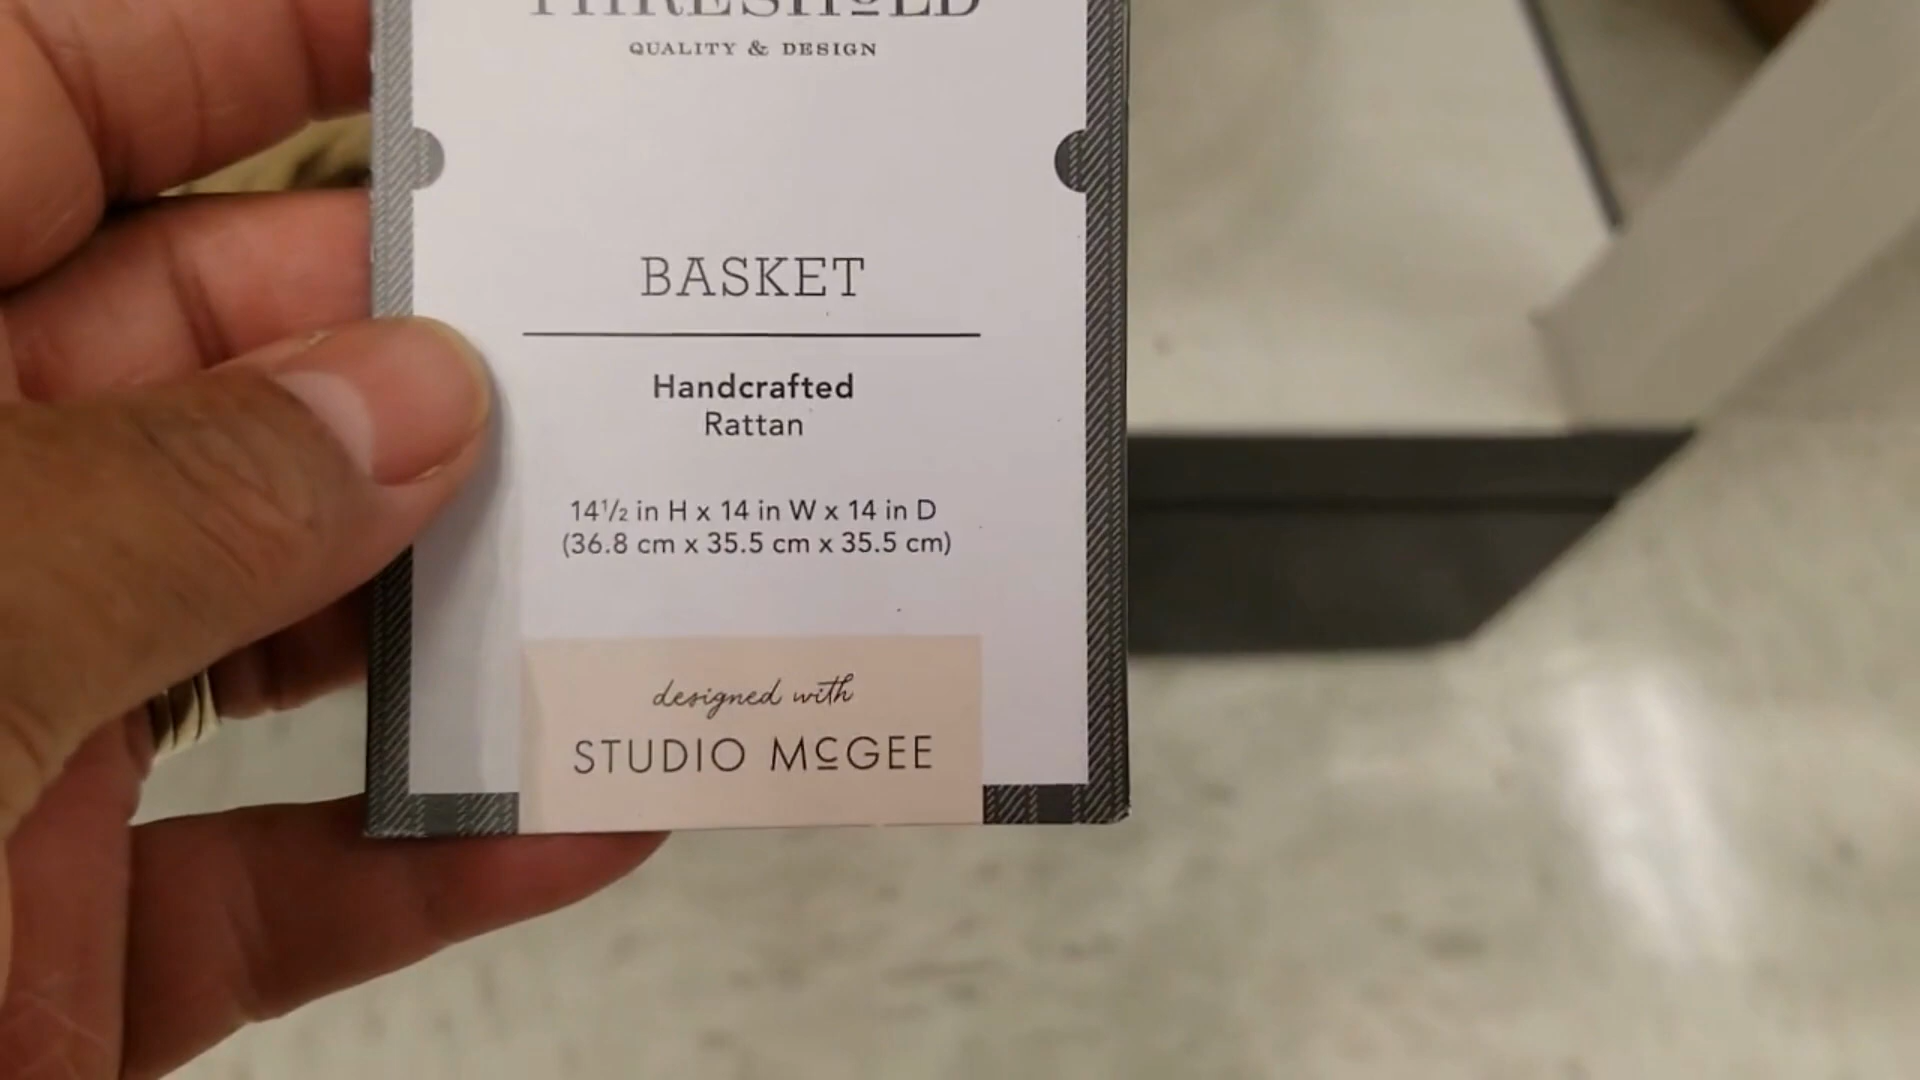 THRESHOLD
QUALITY & DESIGN
BASKET
Handcrafted
Rattan
14½ in H x 14 in W x 14 in D
(36.8 cm x 35.5 cm x 35.5 cm)
designed with
STUDIO McGEE